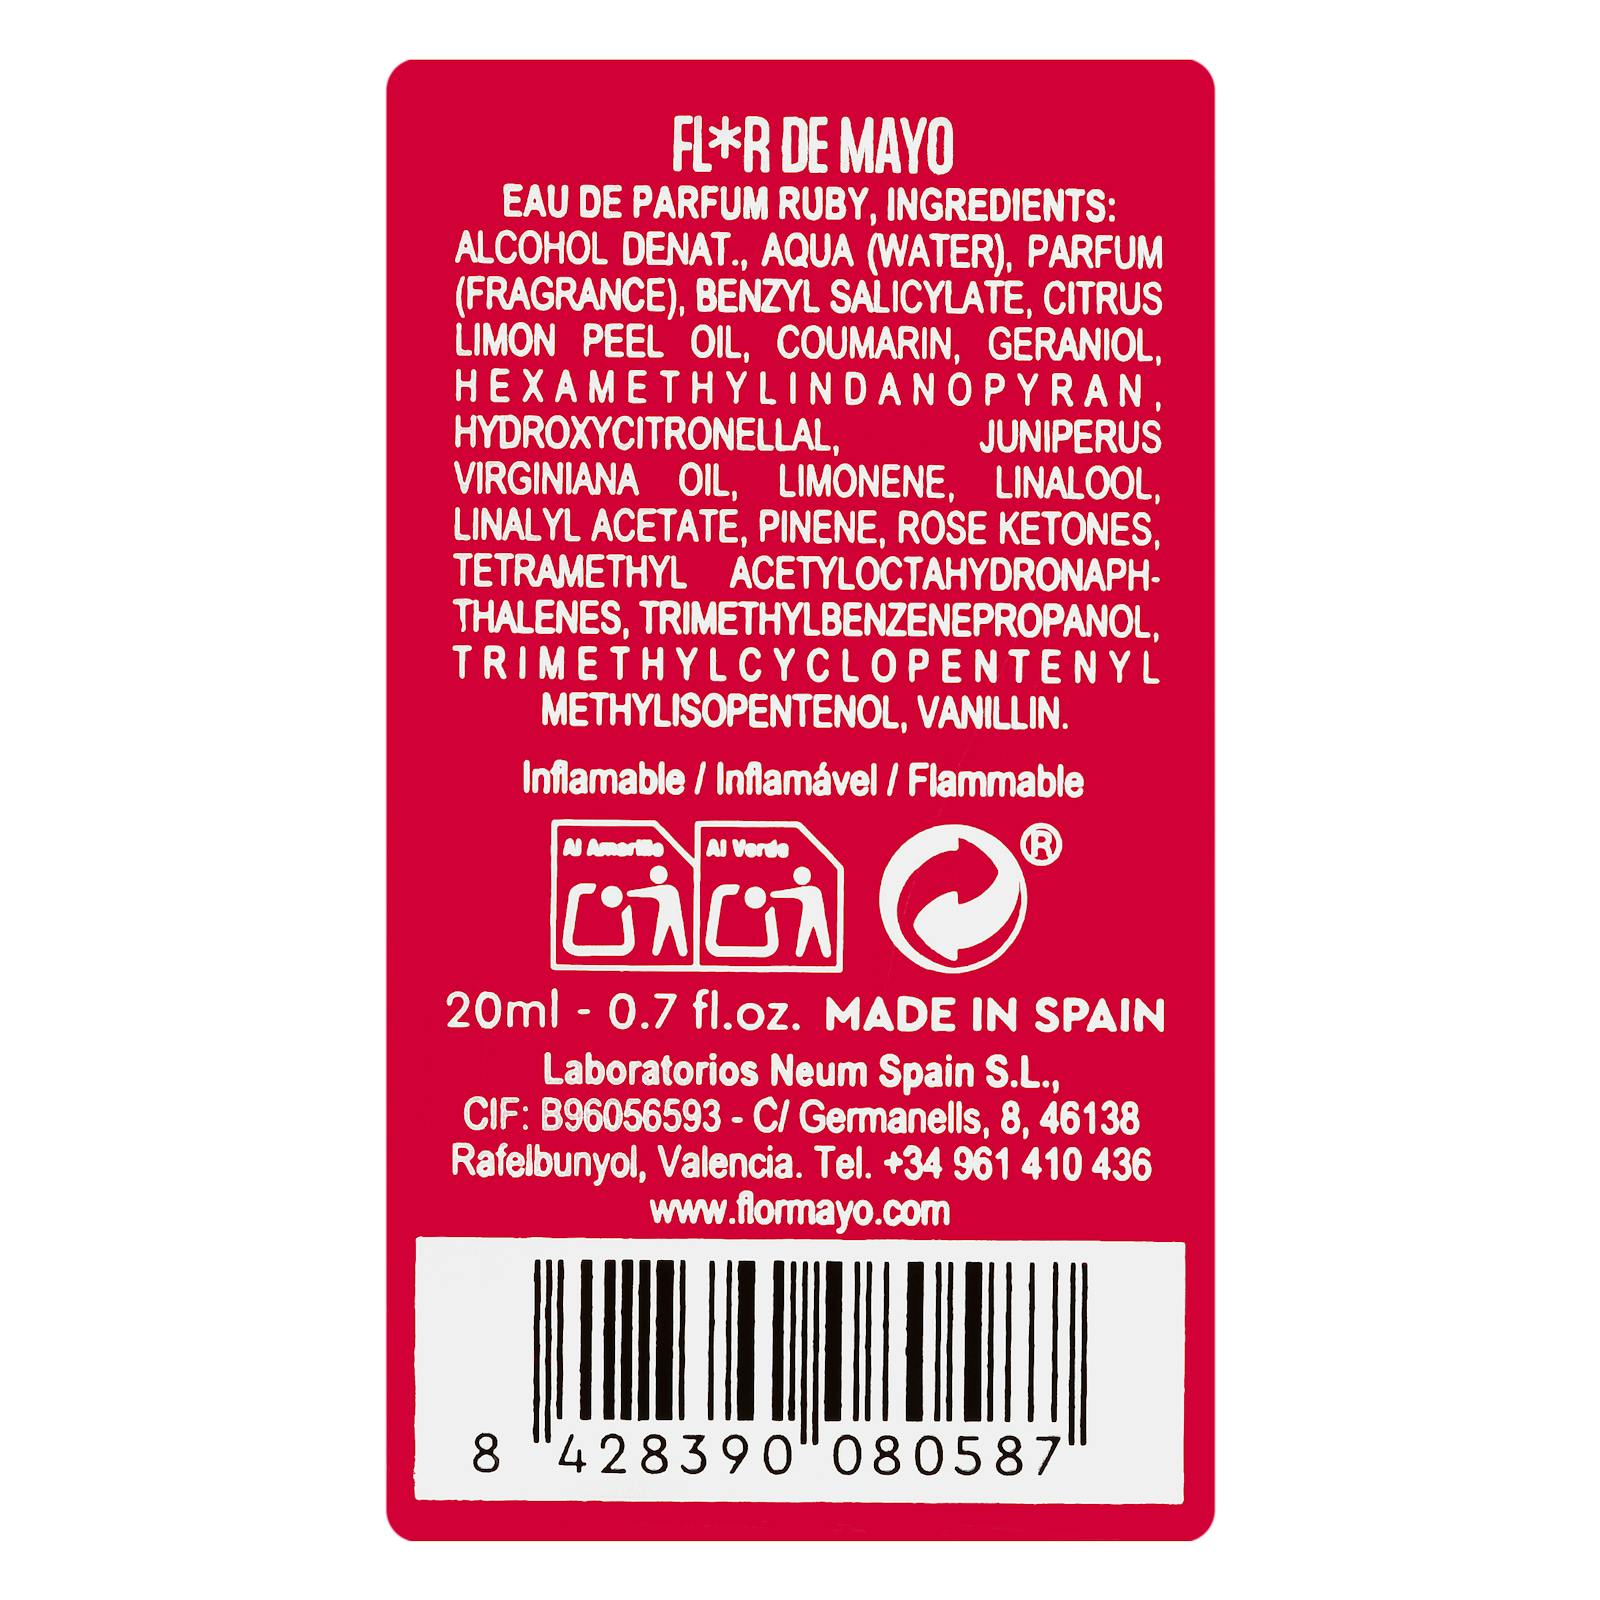 FL*R DE MAYO
EAU DE PARFUM RUBY, INGREDIENTS:
ALCOHOL DENAT., AQUA (WATER), PARFUM
(FRAGRANCE), BENZYL SALICYLATE, CITRUS
LIMON PEEL OIL, COUMARIN, GERANIOL,
HEXAMETHYLINDANOPYRAN,
HYDROXYCITRONELLAL, JUNIPERUS
VIRGINIANA OIL, LIMONENE, LINALOOL,
LINALYL ACETATE, PINENE, ROSE KETONES,
TETRAMETHYL ACETYLOCTAHYDRONAPH-
THALENES, TRIMETHYLBENZENEPROPANOL,
TRIMETHYLCYCLOPENTENYL
METHYLISOPENTENOL, VANILLIN.
Inflamable / Inflamável / Flammable
Al Amarillo Al Verde
®
20ml - 0.7 fl.oz. MADE IN SPAIN
Laboratorios Neum Spain S.L.,
CIF: B96056593 - C/ Germanells, 8, 46138
Rafelbunyol, Valencia. Tel. +34 961 410 436
www.flormayo.com
8 428390 080587